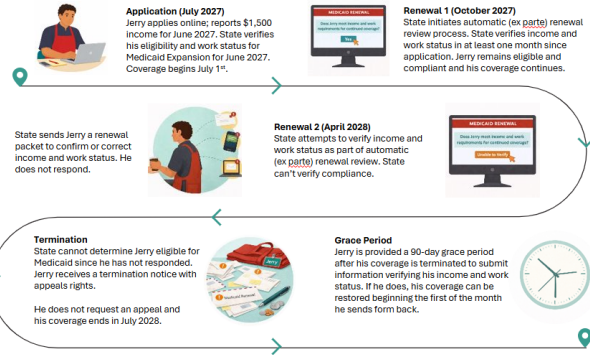 Application (July 2027)
Jerry applies online; reports $1,500
income for June 2027. State verifies
his eligibility and work status for
Medicaid Expansion for June 2027.
Coverage begins July 1st.
MEDICAID RENEWAL
Does Jerry meet income and work
requirements for continued coverage?
Yes
Renewal 1 (October 2027)
State initiates automatic (ex parte) renewal
review process. State verifies income and
work status in at least one month since
application. Jerry remains eligible and
compliant and his coverage continues.
State sends Jerry a renewal
packet to confirm or correct
income and work status. He
does not respond.
Renewal 2 (April 2028)
State attempts to verify income and
work status as part of automatic
(ex parte) renewal review. State
can't verify compliance.
MEDICAID RENEWAL
Does Jerry meet income and work
requirements for continued coverage?
Unable to Verify
Termination
State cannot determine Jerry eligible for
Medicaid since he has not responded.
Jerry receives a termination notice with
appeals rights.
He does not request an appeal and
his coverage ends in July 2028.
Jerry
Medicaid Renewal
Grace Period
Jerry is provided a 90-day grace period
after his coverage is terminated to submit
information verifying his income and work
status. If he does, his coverage can be
restored beginning the first of the month
he sends form back.